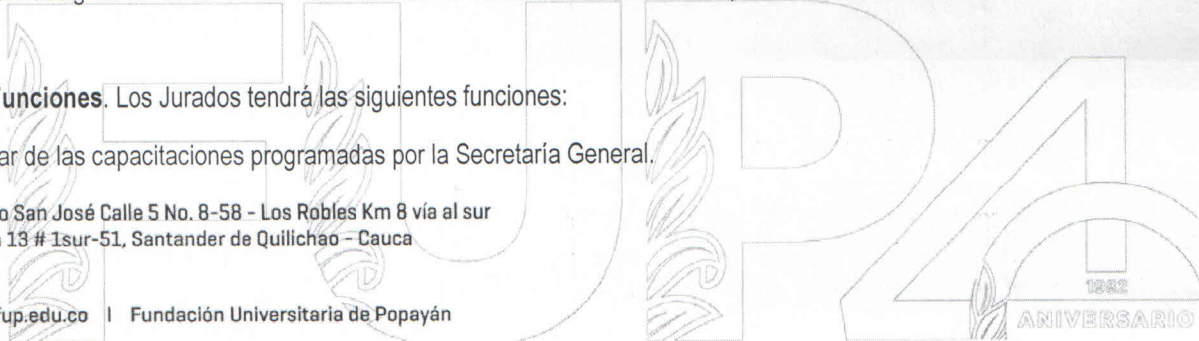 unciones. Los Jurados tendrá las siguientes funciones:
ar de las capacitaciones programadas por la Secretaría General.
o San José Calle 5 No. 8-58 - Los Robles Km 8 vía al sur
13 # 1sur-51, Santander de Quilichao - Cauca
fup.edu.co | Fundación Universitaria de Popayán
FUP 4
1982
ANIVERSARIO